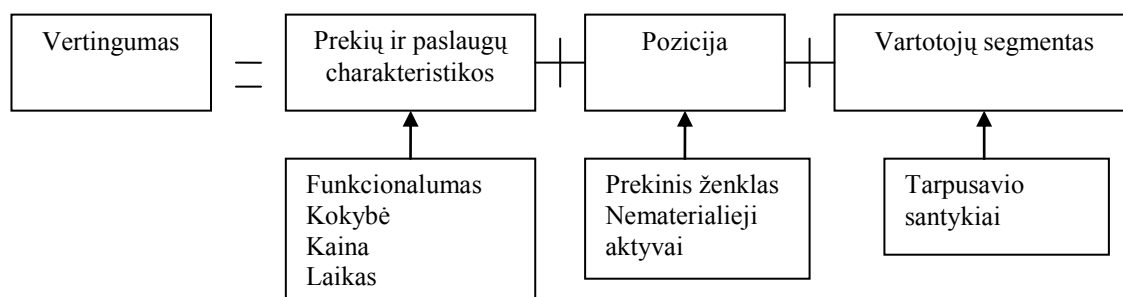 Vertingumas
=
Prekių ir paslaugų
charakteristikos
+
Pozicija
+
Vartotojų segmentas
Funkcionalumas
Kokybė
Kaina
Laikas
Prekinis ženklas
Nematerialieji
aktyvai
Tarpusavio
santykiai